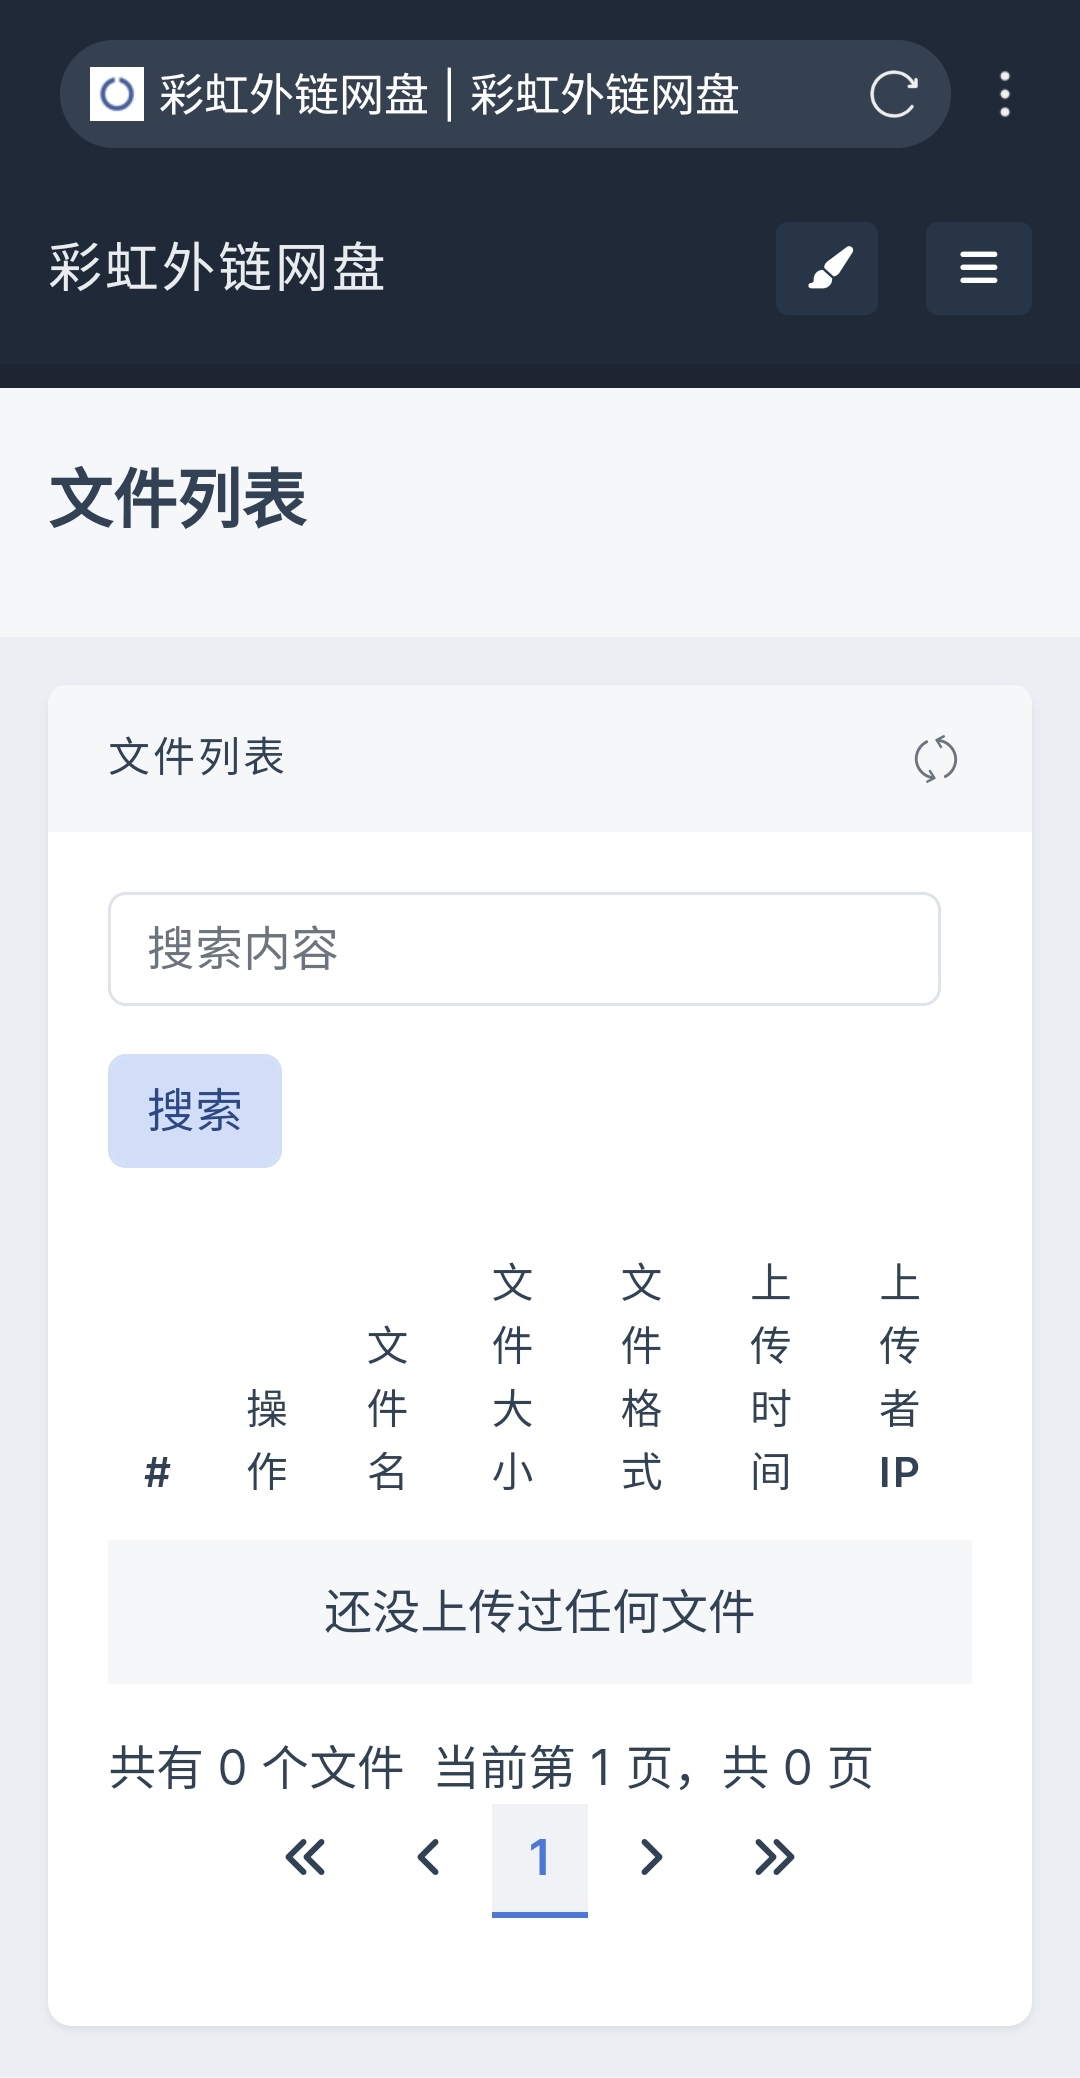 彩虹外链网盘 | 彩虹外链网盘
彩虹外链网盘
文件列表
文件列表
搜索内容
搜索
# 操作 文件名 文件大小 文件格式 上传时间 上传者IP
还没上传过任何文件
共有 0 个文件 当前第 1 页，共 0 页
« ‹ 1 › »